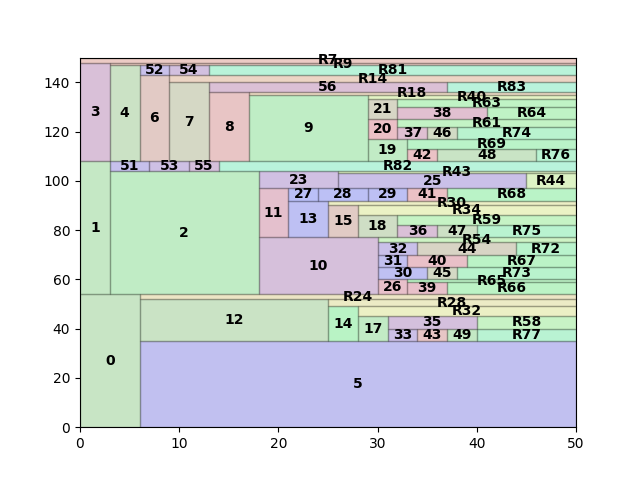 R7
R9
52 54 R81
R14
56 R83
R18 R40
R63
3 4 6 7 8 9 21 38 R64
R61
20 37 46 R74
R69
19 42 48 R76
51 53 55 R82
R43
23 25 R44
27 28 29 41 R68
R30
R34
11 13 15 18 R59
1 2 36 47 R75
R54
32 44 R72
10 31 40 R67
30 45 R73
R65
26 39 R66
R24 R28
R32
12 14 17 35 R58
33 43 49 R77
0
5
140
120
100
80
60
40
20
0
0 10 20 30 40 50